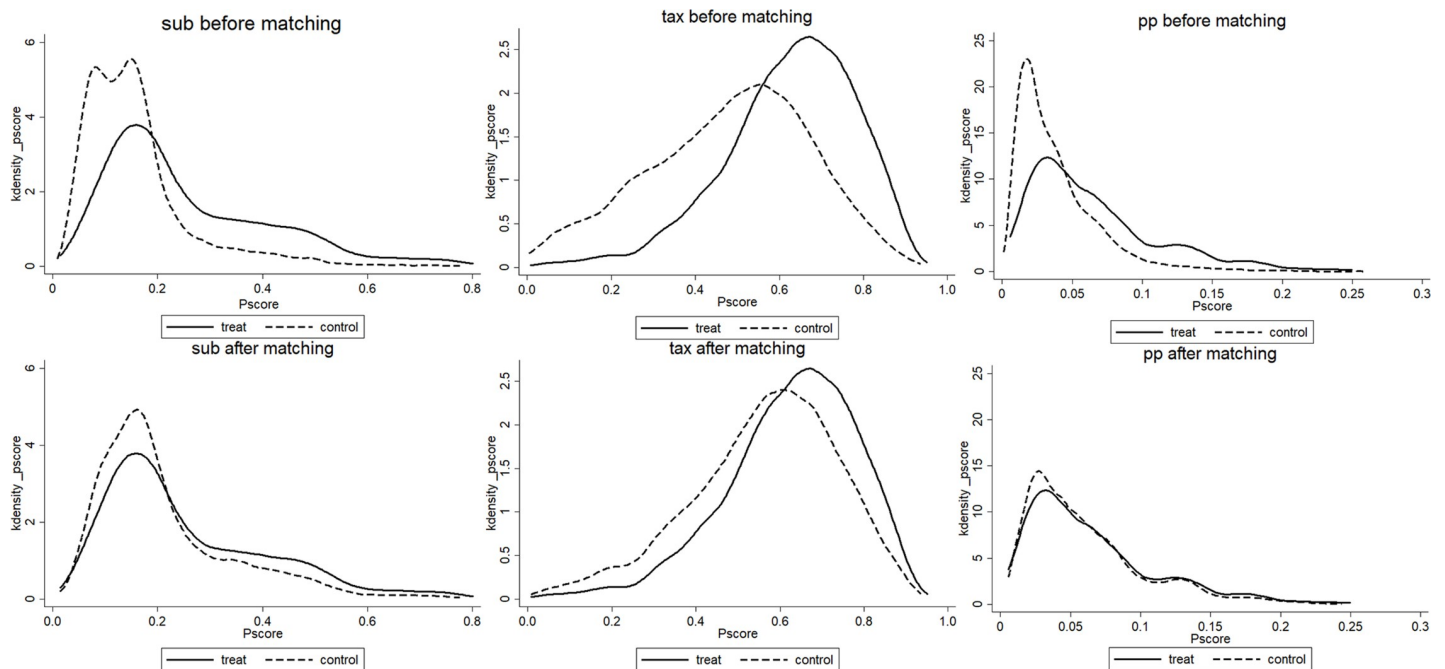 sub before matching
kdensity _pscore
6
4
2
0
0.0 0.2 0.4 0.6 0.8
Pscore
treat control
tax before matching
kdensity _pscore
2.5
2
1.5
1
0.5
0
0.0 0.2 0.4 0.6 0.8 1.0
Pscore
treat control
pp before matching
kdensity _pscore
25
20
15
10
5
0
0 0.05 0.1 0.15 0.2 0.25 0.3
Pscore
treat control
sub after matching
kdensity _pscore
6
4
2
0
0.0 0.2 0.4 0.6 0.8
Pscore
treat control
tax after matching
kdensity _pscore
2.5
2
1.5
1
0.5
0
0.0 0.2 0.4 0.6 0.8 1.0
Pscore
treat control
pp after matching
kdensity _pscore
25
20
15
10
5
0
0 0.05 0.1 0.15 0.2 0.25 0.3
Pscore
treat control